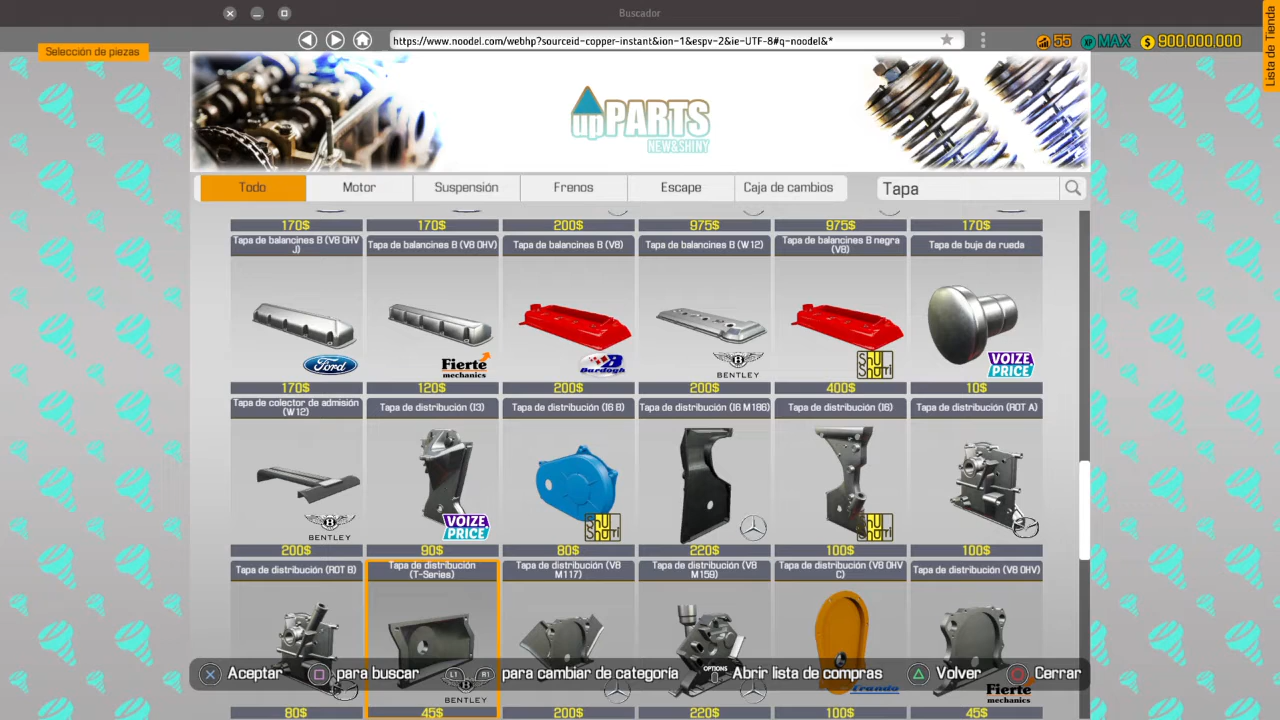 Buscador
Selección de piezas
https://www.noodel.com/webhp?sourceid-copper-instant&ion-1&espv-2&ie-UTF-8#q-noodel&*
55 XP MAX $ 900,000,000
Lista de Tienda
upPARTS
NEW&SHINY
Todo Motor Suspensión Frenos Escape Caja de cambios Tapa
170$ 170$ 200$ 975$ 975$ 170$
Tapa de balancines B (V8 OHV J)
Tapa de balancines B (V8 OHV)
Tapa de balancines B (V8)
Tapa de balancines B (W12)
Tapa de balancines B negra (V8)
Tapa de buje de rueda
Ford
Fierte mechanics
Bardogh
BENTLEY
Shushuti
VOIZE PRICE
170$ 120$ 200$ 200$ 400$ 10$
Tapa de colector de admisión (W12)
Tapa de distribución (I3)
Tapa de distribución (I6 B)
Tapa de distribución (I6 M186)
Tapa de distribución (I6)
Tapa de distribución (ROT A)
BENTLEY
VOIZE PRICE
200$ 90$ 80$ 220$ 100$ 100$
Tapa de distribución (ROT B)
Tapa de distribución (T-Series)
Tapa de distribución (V8 M117)
Tapa de distribución (V8 M159)
Tapa de distribución (V8 OHV C)
Tapa de distribución (V8 OHV)
Aceptar para buscar L1 R1 para cambiar de categoría OPTIONS Abrir lista de compras Volver Cerrar
BENTLEY
Fierte mechanics
80$ 45$ 200$ 220$ 100$ 45$